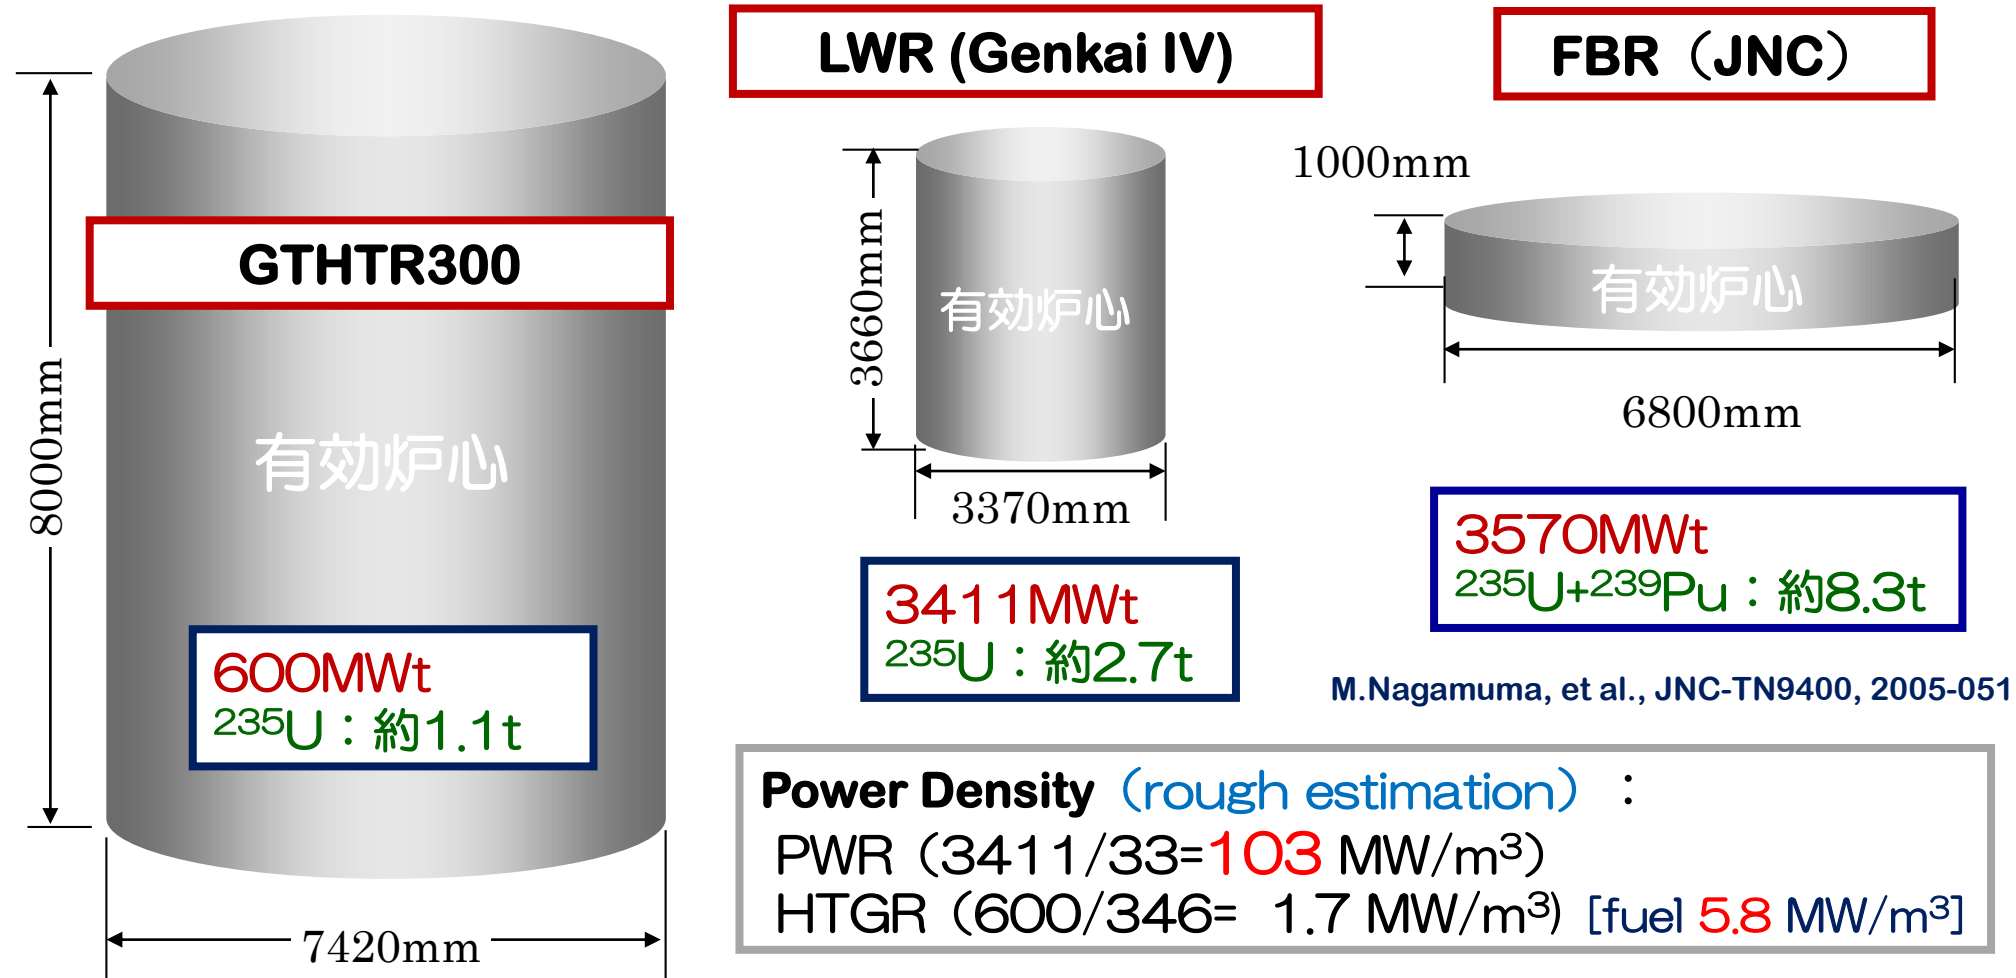 8000mm
GTHTR300
有効炉心
600MWt
²³⁵U：約1.1t
7420mm
LWR (Genkai IV)
3660mm
有効炉心
3370mm
3411MWt
²³⁵U：約2.7t
FBR（JNC）
1000mm
有効炉心
6800mm
3570MWt
²³⁵U+²³⁹Pu：約8.3t
M.Nagamuma, et al., JNC-TN9400, 2005-051
Power Density（rough estimation）：
PWR（3411/33=103 MW/m³）
HTGR（600/346= 1.7 MW/m³) [fuel 5.8 MW/m³]